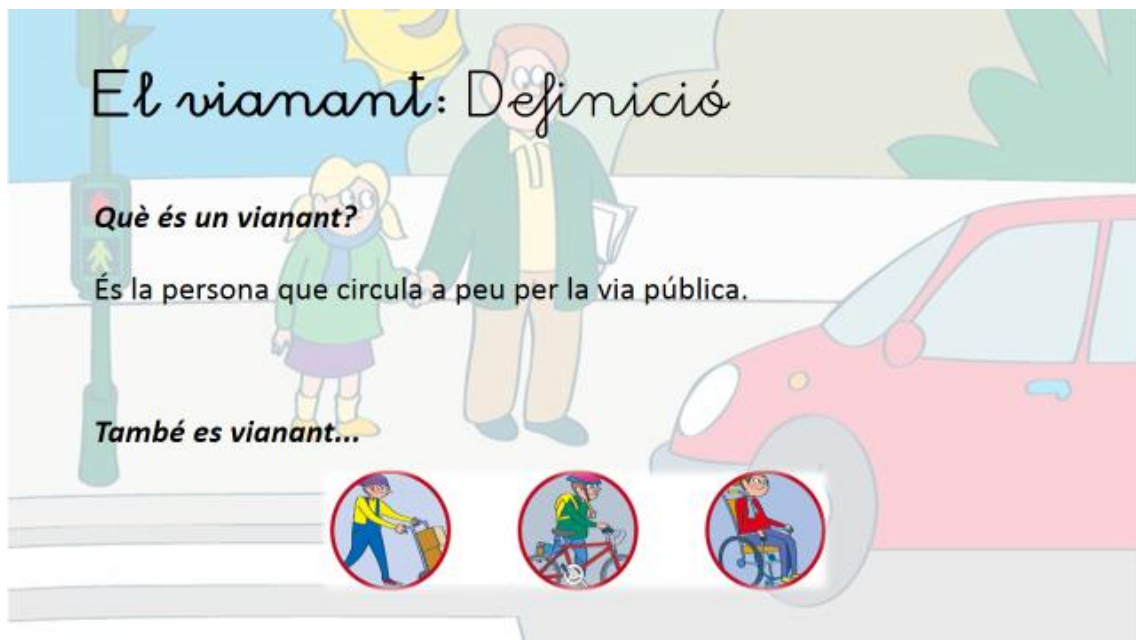 El vianant: Definició
Què és un vianant?
És la persona que circula a peu per la via pública.
També es vianant...